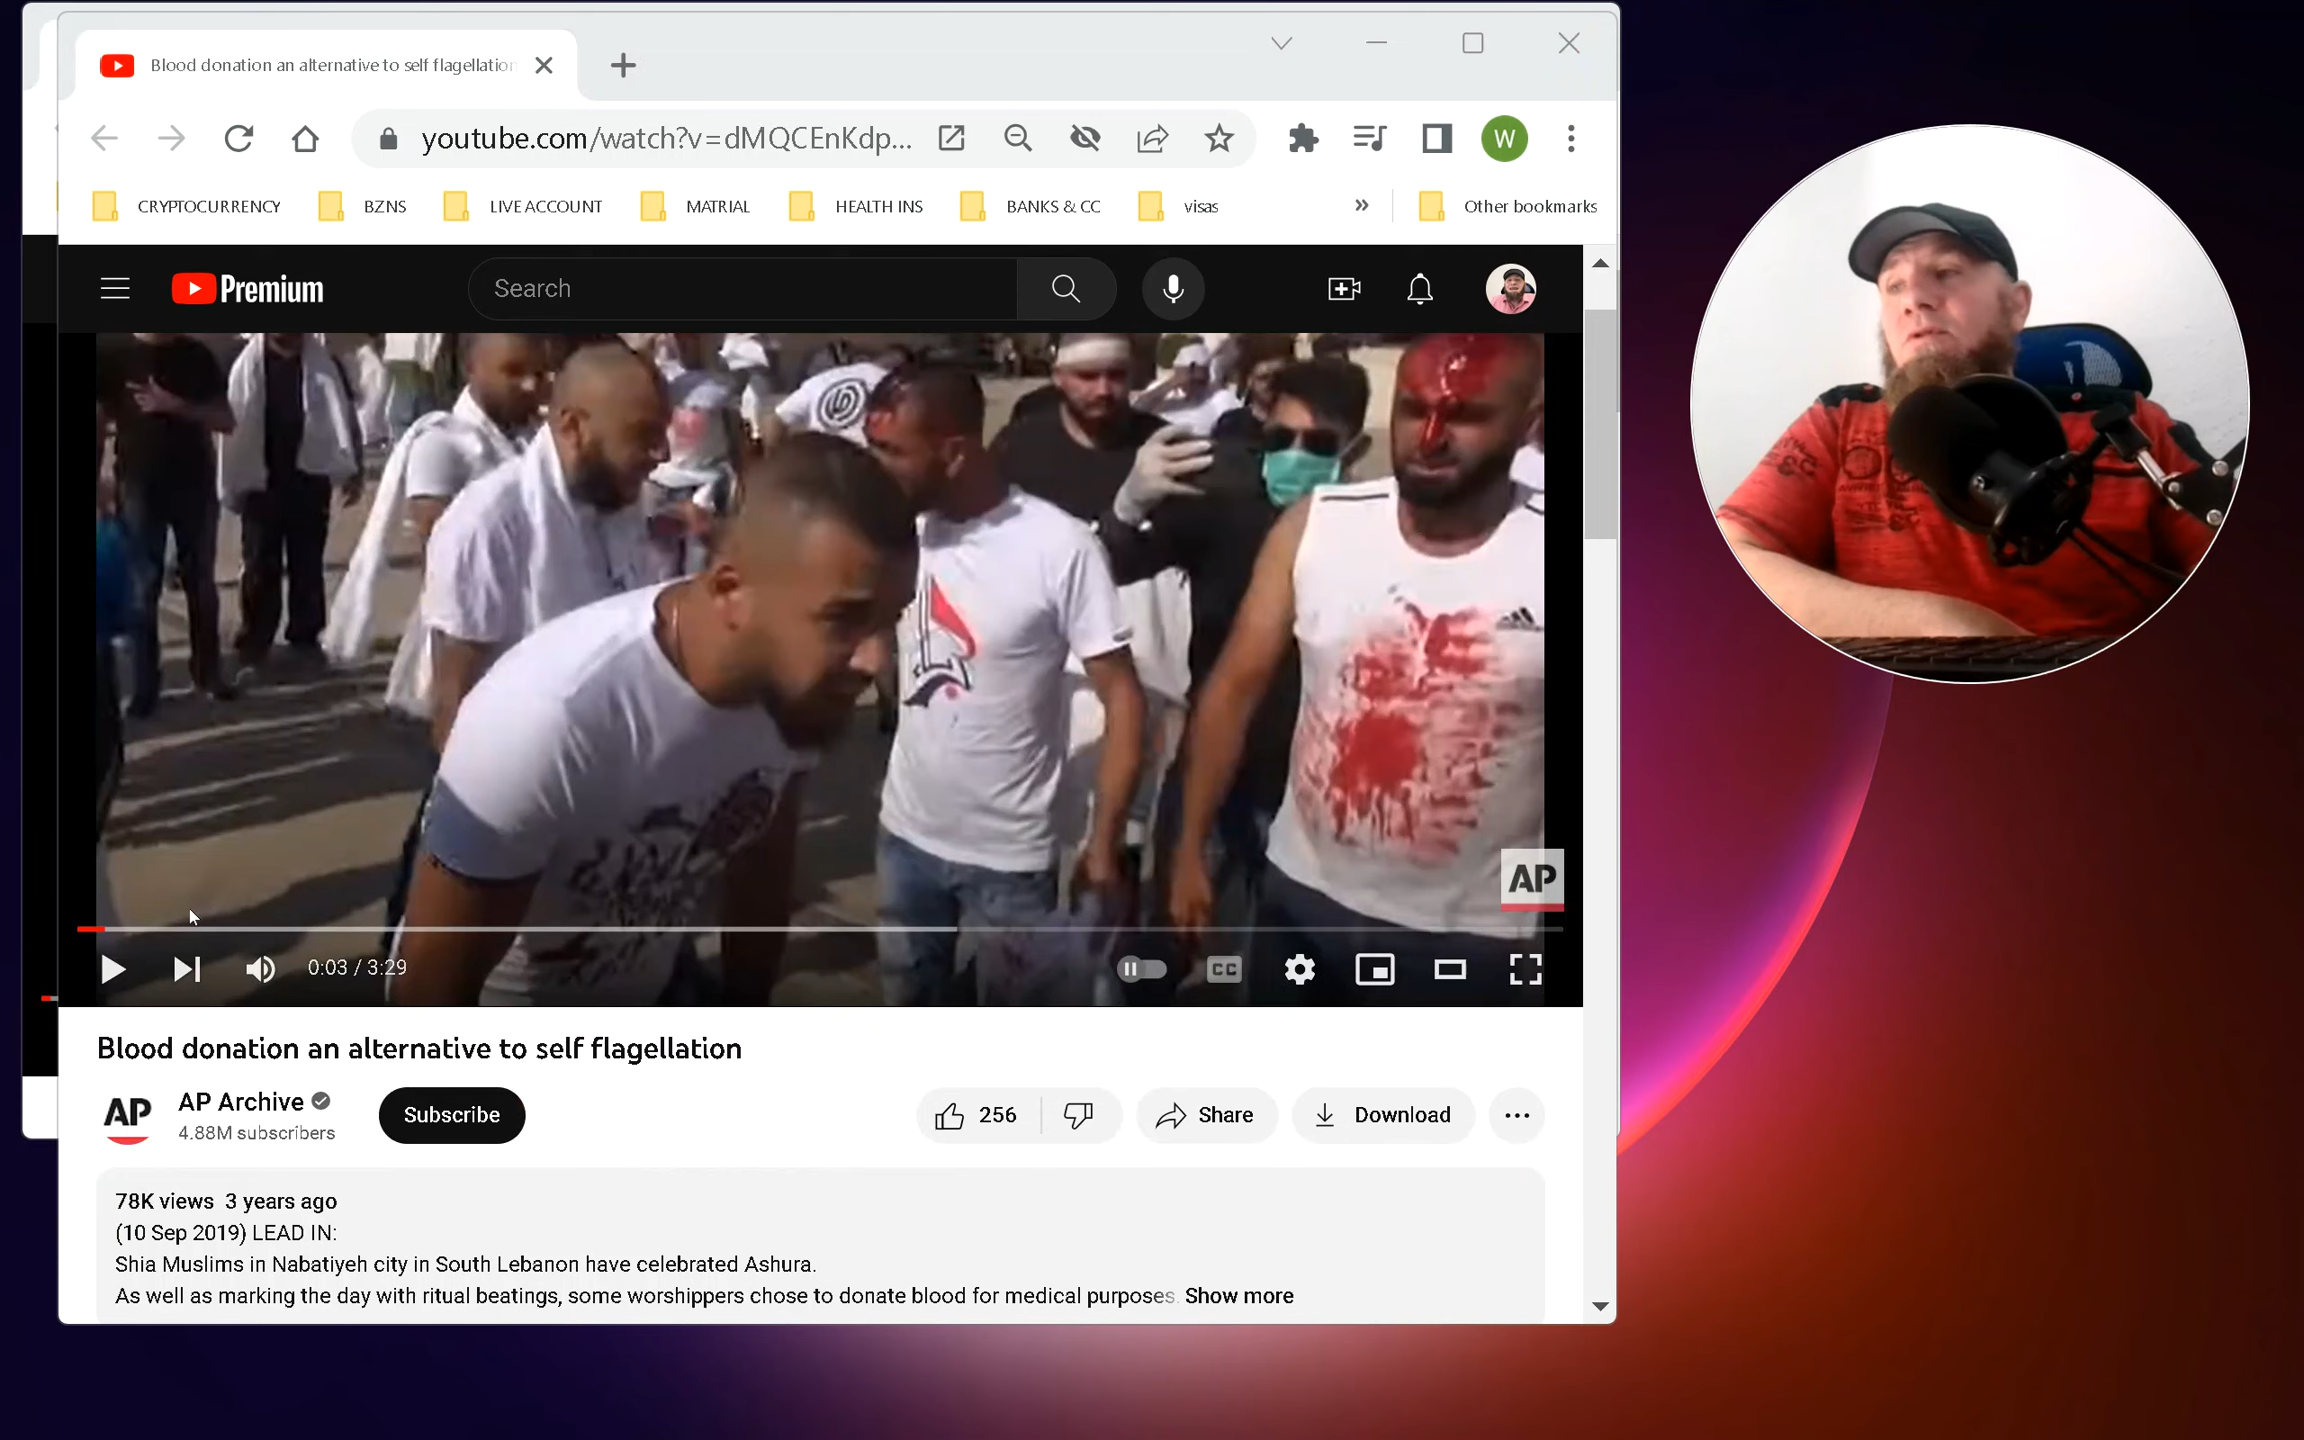 Blood donation an alternative to self flagellation
youtube.com/watch?v=dMQCEnKdp...
W
CRYPTOCURRENCY
BZNS
LIVE ACCOUNT
MATRIAL
HEALTH INS
BANKS & CC
visas
»
Other bookmarks
Premium
Search
AP
0:03 / 3:29
CC
Blood donation an alternative to self flagellation
AP
AP Archive
4.88M subscribers
Subscribe
256
Share
Download
78K views 3 years ago
(10 Sep 2019) LEAD IN:
Shia Muslims in Nabatiyeh city in South Lebanon have celebrated Ashura.
As well as marking the day with ritual beatings, some worshippers chose to donate blood for medical purposes. Show more